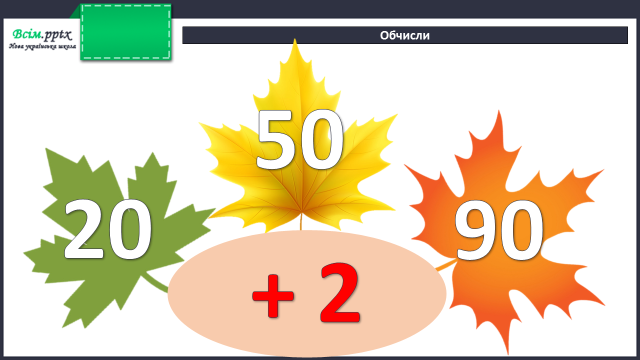 Всім.pptx
Нова українська школа
Обчисли
50
20
90
+ 2